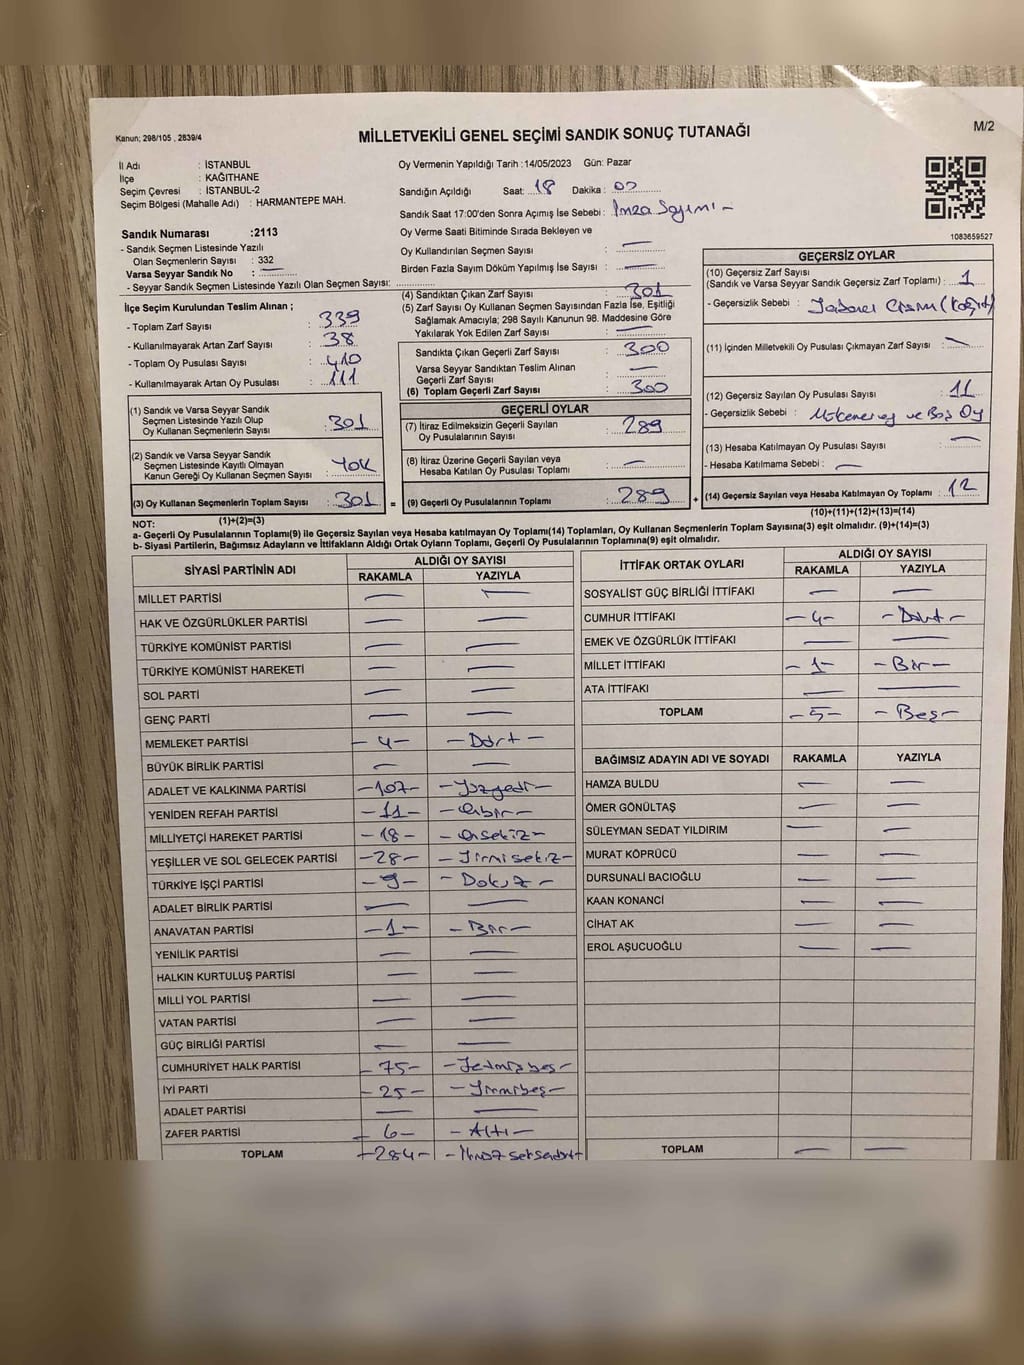 Kanun; 298/105 , 2839/4
MİLLETVEKİLİ GENEL SEÇİMİ SANDIK SONUÇ TUTANAĞI
M/2
İl Adı : İSTANBUL
İlçe : KAĞITHANE
Seçim Çevresi : İSTANBUL-2
Seçim Bölgesi (Mahalle Adı) : HARMANTEPE MAH.
Oy Vermenin Yapıldığı Tarih :14/05/2023 Gün: Pazar
Sandığın Açıldığı Saat: 18 Dakika : 00
Sandık Saat 17:00'den Sonra Açımış İse Sebebi : İmza Sayımı -
Oy Verme Saati Bitiminde Sırada Bekleyen ve
Oy Kullandırılan Seçmen Sayısı : —
Birden Fazla Sayım Döküm Yapılmış İse Sayısı : —
1083659527
Sandık Numarası :2113
- Sandık Seçmen Listesinde Yazılı
Olan Seçmenlerin Sayısı : 332
Varsa Seyyar Sandık No : —
- Seyyar Sandık Seçmen Listesinde Yazılı Olan Seçmen Sayısı:
İlçe Seçim Kurulundan Teslim Alınan ;
- Toplam Zarf Sayısı : 339
- Kullanılmayarak Artan Zarf Sayısı : 38
- Toplam Oy Pusulası Sayısı : 410
- Kullanılmayarak Artan Oy Pusulası : 111
(1) Sandık ve Varsa Seyyar Sandık
Seçmen Listesinde Yazılı Olup
Oy Kullanan Seçmenlerin Sayısı : 301
(2) Sandık ve Varsa Seyyar Sandık
Seçmen Listesinde Kayıtlı Olmayan
Kanun Gereği Oy Kullanan Seçmen Sayısı : YOK
(3) Oy Kullanan Seçmenlerin Toplam Sayısı : 301
(1)+(2)=(3)
(4) Sandıktan Çıkan Zarf Sayısı : 301
(5) Zarf Sayısı Oy Kullanan Seçmen Sayısından Fazla İse, Eşitliği
Sağlamak Amacıyla; 298 Sayılı Kanunun 98. Maddesine Göre
Yakılarak Yok Edilen Zarf Sayısı : —
Sandıkta Çıkan Geçerli Zarf Sayısı : 300
Varsa Seyyar Sandıktan Teslim Alınan
Geçerli Zarf Sayısı : —
(6) Toplam Geçerli Zarf Sayısı : 300
GEÇERLİ OYLAR
(7) İtiraz Edilmeksizin Geçerli Sayılan
Oy Pusulalarının Sayısı : 289
(8) İtiraz Üzerine Geçerli Sayılan veya
Hesaba Katılan Oy Pusulası Toplamı : —
= (9) Geçerli Oy Pusulalarının Toplamı : 289 +
GEÇERSİZ OYLAR
(10) Geçersiz Zarf Sayısı
(Sandık ve Varsa Seyyar Sandık Geçersiz Zarf Toplamı) : 1
- Geçersizlik Sebebi : Yabancı Cisim (Kağıt)
(11) İçinden Milletvekili Oy Pusulası Çıkmayan Zarf Sayısı : —
(12) Geçersiz Sayılan Oy Pusulası Sayısı : 11
- Geçersizlik Sebebi : Mükerrer ve Boş Oy
(13) Hesaba Katılmayan Oy Pusulası Sayısı : —
- Hesaba Katılmama Sebebi : —
(14) Geçersiz Sayılan veya Hesaba Katılmayan Oy Toplamı : 12
(10)+(11)+(12)+(13)=(14)
NOT:
a- Geçerli Oy Pusulalarının Toplamı(9) ile Geçersiz Sayılan veya Hesaba katılmayan Oy Toplamı(14) Toplamları, Oy Kullanan Seçmenlerin Toplam Sayısına(3) eşit olmalıdır. (9)+(14)=(3)
b- Siyasi Partilerin, Bağımsız Adayların ve İttifakların Aldığı Ortak Oyların Toplamı, Geçerli Oy Pusulalarının Toplamına(9) eşit olmalıdır.
SİYASİ PARTİNİN ADI ALDIĞI OY SAYISI
RAKAMLA YAZIYLA
MİLLET PARTİSİ — —
HAK VE ÖZGÜRLÜKLER PARTİSİ — —
TÜRKİYE KOMÜNİST PARTİSİ — —
TÜRKİYE KOMÜNİST HAREKETİ — —
SOL PARTİ — —
GENÇ PARTİ — —
MEMLEKET PARTİSİ -4- -Dört-
BÜYÜK BİRLİK PARTİSİ — —
ADALET VE KALKINMA PARTİSİ -107- -Yüzyedi-
YENİDEN REFAH PARTİSİ -11- -Onbir-
MİLLİYETÇİ HAREKET PARTİSİ -18- -Onsekiz-
YEŞİLLER VE SOL GELECEK PARTİSİ -28- -Yirmisekiz-
TÜRKİYE İŞÇİ PARTİSİ -9- -Dokuz-
ADALET BİRLİK PARTİSİ — —
ANAVATAN PARTİSİ -1- -Bir-
YENİLİK PARTİSİ — —
HALKIN KURTULUŞ PARTİSİ — —
MİLLİ YOL PARTİSİ — —
VATAN PARTİSİ — —
GÜÇ BİRLİĞİ PARTİSİ — —
CUMHURİYET HALK PARTİSİ -75- -Yetmişbeş-
İYİ PARTİ -25- -Yirmibeş-
ADALET PARTİSİ — —
ZAFER PARTİSİ -6- -Altı-
TOPLAM -284- -İkiyüzseksendört
İTTİFAK ORTAK OYLARI ALDIĞI OY SAYISI
RAKAMLA YAZIYLA
SOSYALİST GÜÇ BİRLİĞİ İTTİFAKI — —
CUMHUR İTTİFAKI -4- -Dört-
EMEK VE ÖZGÜRLÜK İTTİFAKI — —
MİLLET İTTİFAKI -1- -Bir-
ATA İTTİFAKI — —
TOPLAM -5- -Beş-
BAĞIMSIZ ADAYIN ADI VE SOYADI RAKAMLA YAZIYLA
HAMZA BULDU — —
ÖMER GÖNÜLTAŞ — —
SÜLEYMAN SEDAT YILDIRIM — —
MURAT KÖPRÜCÜ — —
DURSUNALİ BACIOĞLU — —
KAAN KONANCİ — —
CİHAT AK — —
EROL AŞUCUOĞLU — —
TOPLAM — —